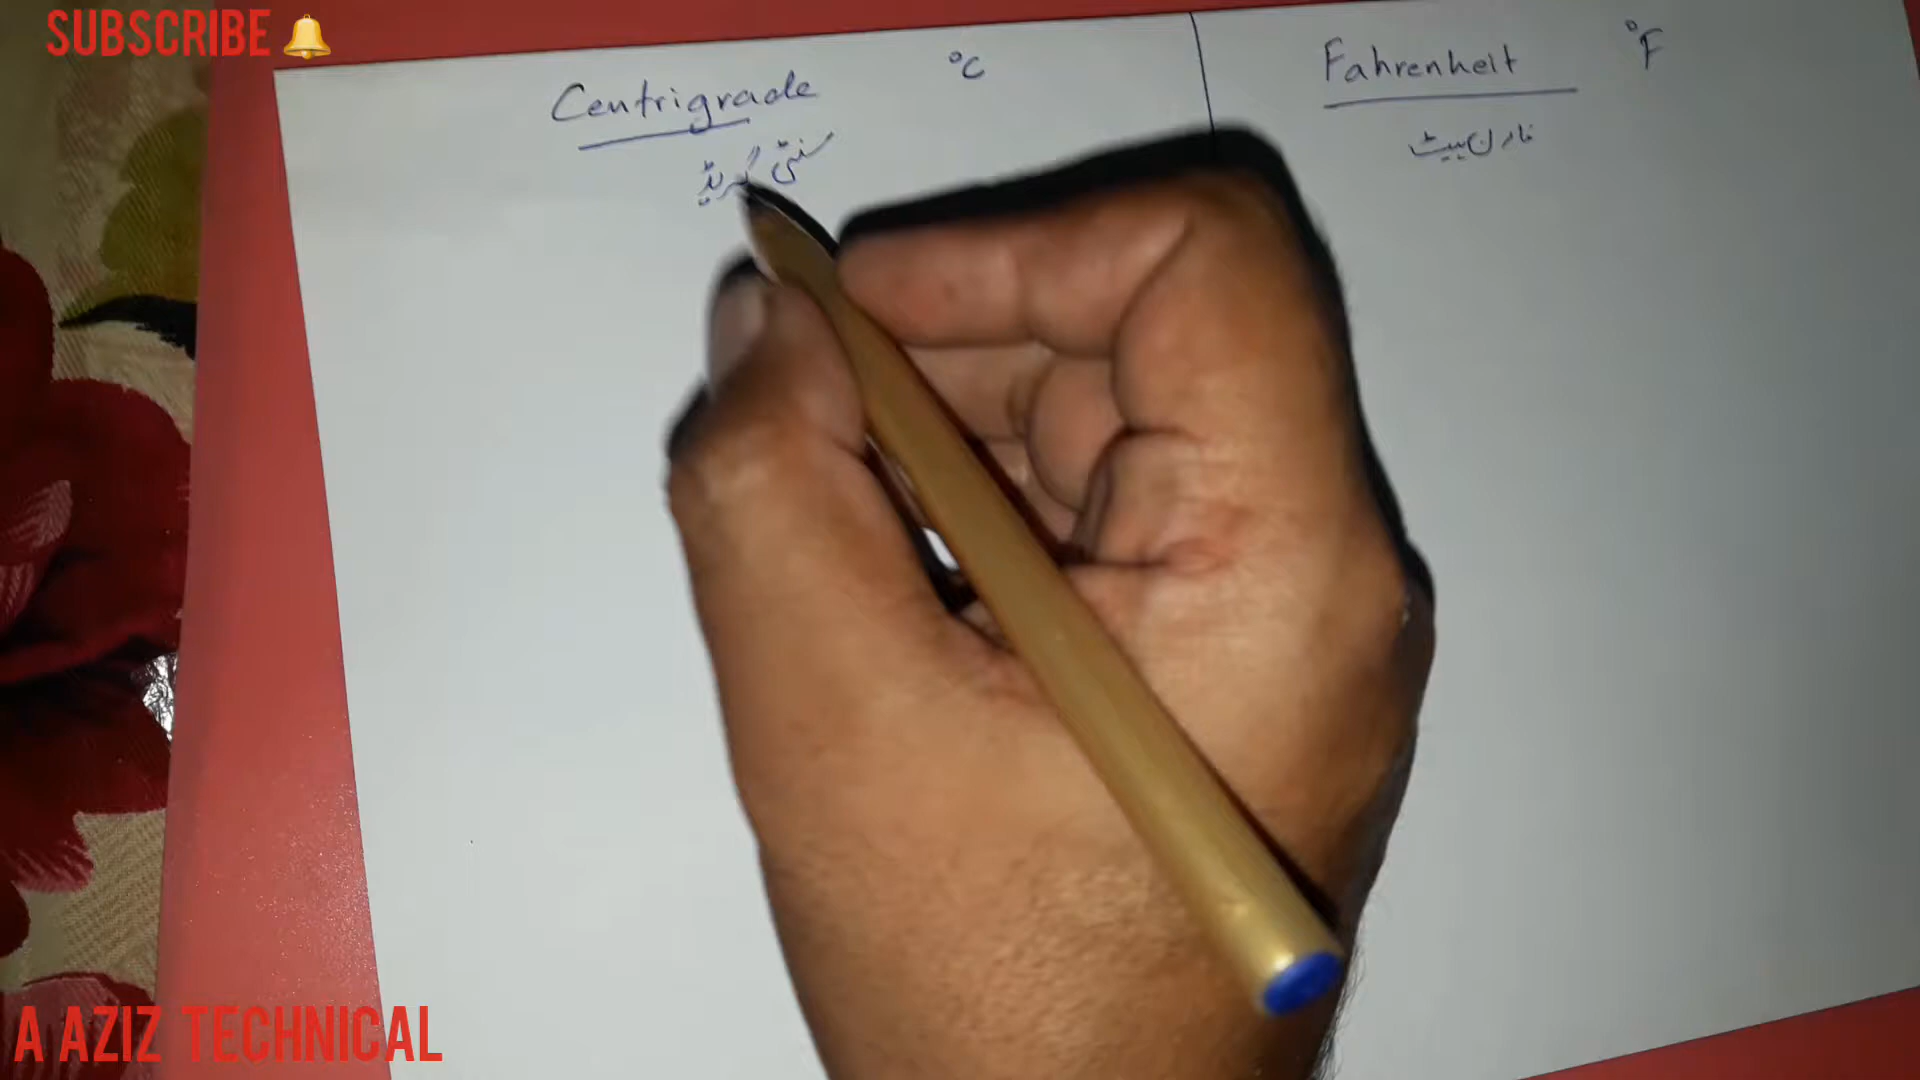 SUBSCRIBE 🔔
Centrigrade °C
سنٹی گریڈ
Fahrenheit °F
فارن ہیٹ
A AZIZ TECHNICAL